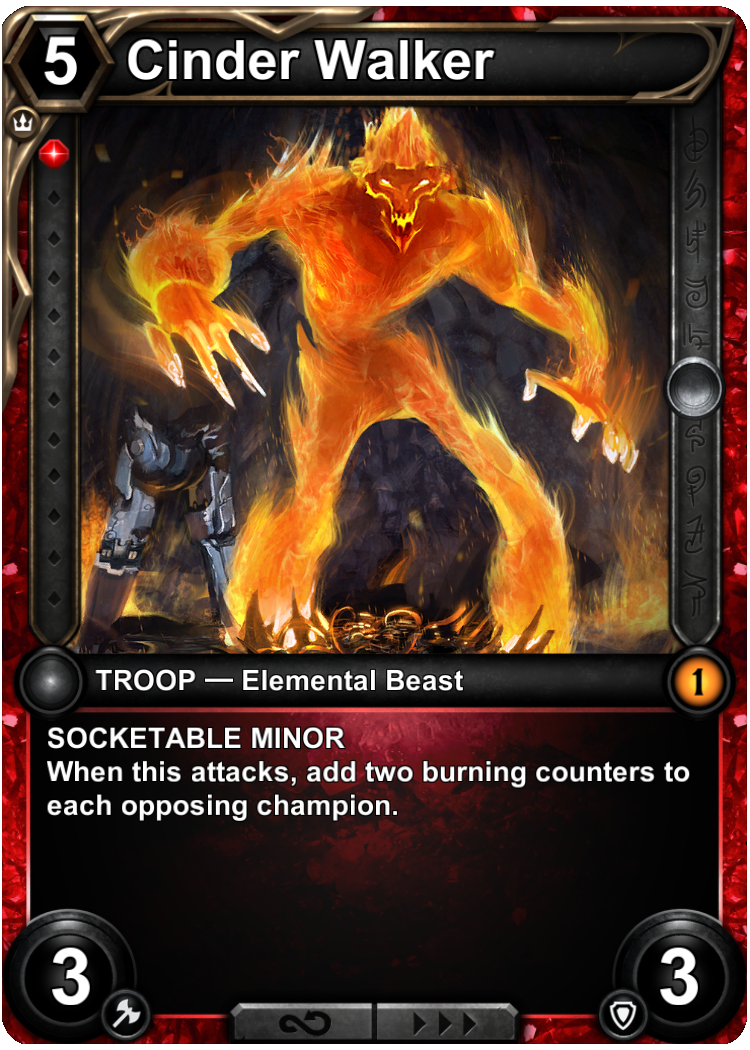 5
Cinder Walker
TROOP — Elemental Beast
1
SOCKETABLE MINOR
When this attacks, add two burning counters to
each opposing champion.
3
3